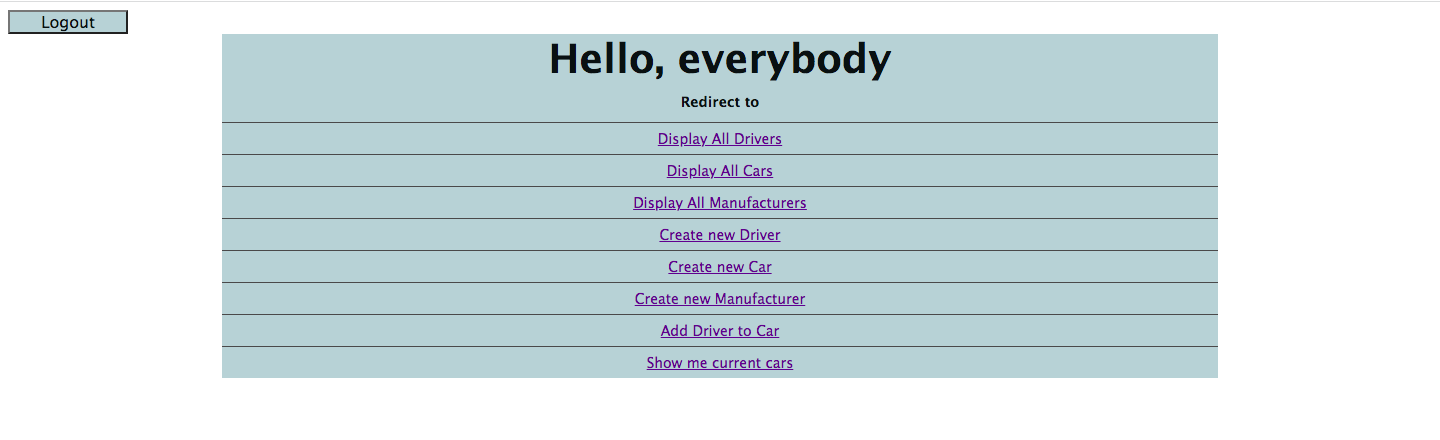 Logout
Hello, everybody
Redirect to
Display All Drivers
Display All Cars
Display All Manufacturers
Create new Driver
Create new Car
Create new Manufacturer
Add Driver to Car
Show me current cars